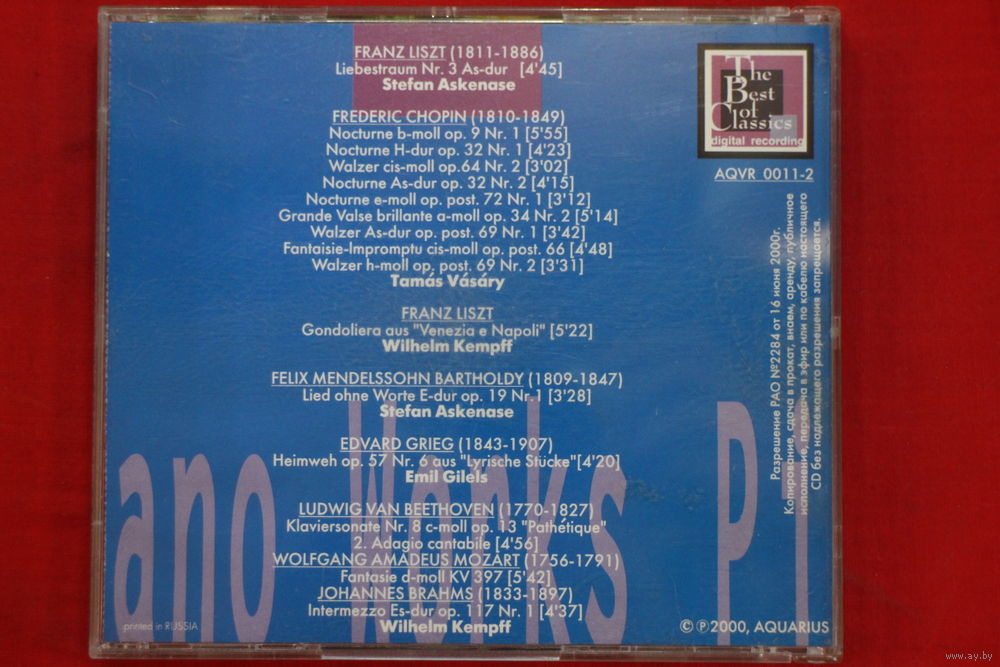 FRANZ LISZT (1811-1886)
Liebestraum Nr. 3 As-dur [4'45]
Stefan Askenase
FREDERIC CHOPIN (1810-1849)
Nocturne b-moll op. 9 Nr. 1 [5'55]
Nocturne H-dur op. 32 Nr. 1 [4'23]
Walzer cis-moll op.64 Nr. 2 [3'02]
Nocturne As-dur op. 32 Nr. 2 [4'15]
Nocturne e-moll op. post. 72 Nr. 1 [3'12]
Grande Valse brillante a-moll op. 34 Nr. 2 [5'14]
Walzer As-dur op. post. 69 Nr. 1 [3'42]
Fantaisie-Impromptu cis-moll op. post. 66 [4'48]
Walzer h-moll op. post. 69 Nr. 2 [3'31]
Tamás Vásáry
FRANZ LISZT
Gondoliera aus "Venezia e Napoli" [5'22]
Wilhelm Kempff
FELIX MENDELSSOHN BARTHOLDY (1809-1847)
Lied ohne Worte E-dur op. 19 Nr.1 [3'28]
Stefan Askenase
EDVARD GRIEG (1843-1907)
Heimweh op. 57 Nr. 6 aus "Lyrische Stücke"[4'20]
Emil Gilels
LUDWIG VAN BEETHOVEN (1770-1827)
Klaviersonate Nr. 8 c-moll op. 13 "Pathétique"
2. Adagio cantabile [4'56]
WOLFGANG AMADEUS MOZART (1756-1791)
Fantasie d-moll KV 397 [5'42]
JOHANNES BRAHMS (1833-1897)
Intermezzo Es-dur op. 117 Nr. 1 [4'37]
Wilhelm Kempff
The
Best
of
Classics
digital recording
AQVR 0011-2
Разрешение РАО №2284 от 16 июня 2000г.
Копирование, сдача в прокат, внаем, аренду, публичное
исполнение, передача в эфир или по кабелю настоящего
CD без надлежащего разрешения запрещается.
ano Works Pi
printed in RUSSIA
© ℗ 2000, AQUARIUS
www.ay.by